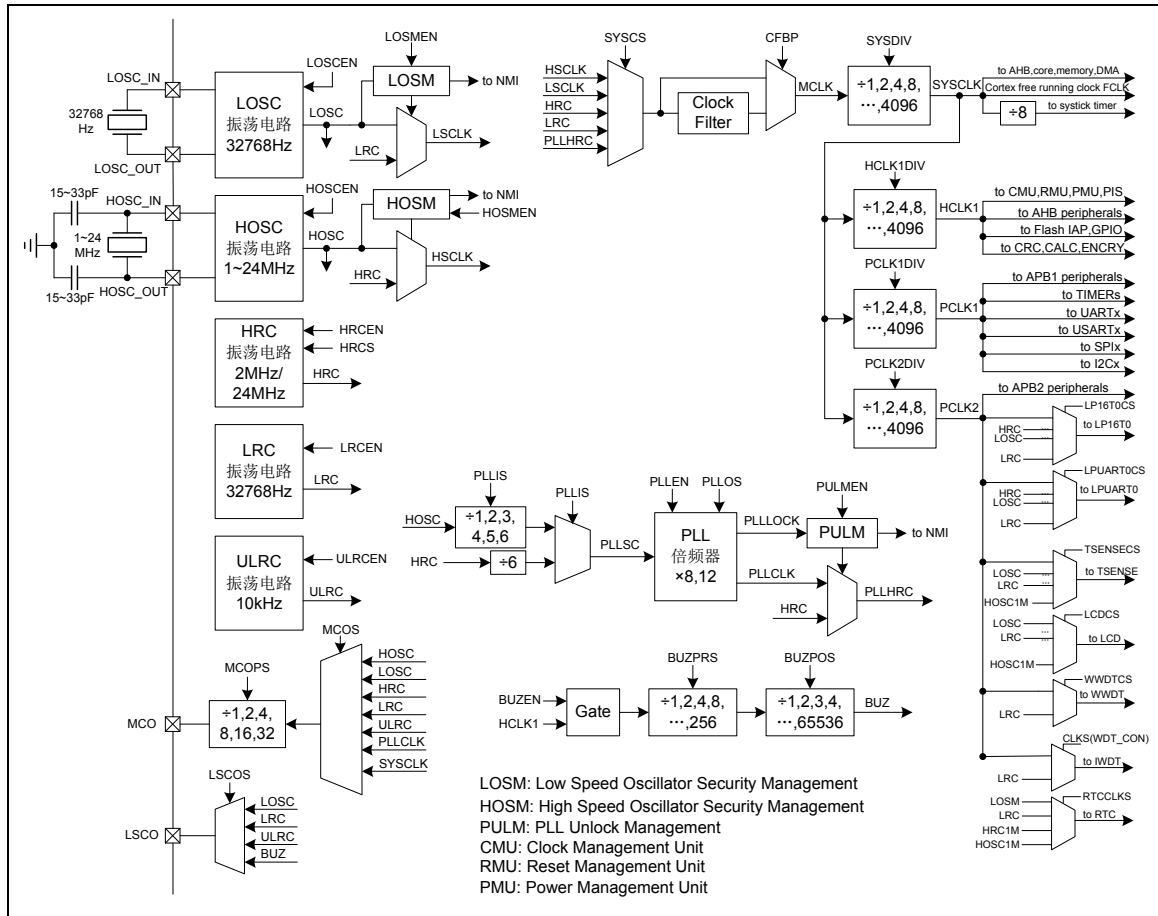 LOSC_IN
32768
Hz
LOSC_OUT
LOSC
振荡电路
32768Hz
LOSCEN
LOSMEN
LOSM
to NMI
LOSC
LRC
LSCLK
15~33pF
HOSC_IN
1~24
MHz
15~33pF
HOSC_OUT
HOSC
振荡电路
1~24MHz
HOSCEN
HOSM
to NMI
HOSMEN
HOSC
HRC
HSCLK
HRC
振荡电路
2MHz/
24MHz
HRCEN
HRCS
HRC
LRC
振荡电路
32768Hz
LRCEN
LRC
ULRC
振荡电路
10kHz
ULRCEN
ULRC
MCOS
HOSC
LOSC
HRC
LRC
ULRC
PLLCLK
SYSCLK
MCOPS
÷1,2,4,
8,16,32
MCO
LSCOS
LOSC
LRC
ULRC
BUZ
LSCO
SYSCS
HSCLK
LSCLK
HRC
LRC
PLLHRC
Clock
Filter
CFBP
MCLK
SYSDIV
÷1,2,4,8,
…,4096
SYSCLK
to AHB,core,memory,DMA
Cortex free running clock FCLK
÷8
to systick timer
HCLK1DIV
÷1,2,4,8,
…,4096
HCLK1
to CMU,RMU,PMU,PIS
to AHB peripherals
to Flash IAP,GPIO
to CRC,CALC,ENCRY
PCLK1DIV
÷1,2,4,8,
…,4096
PCLK1
to APB1 peripherals
to TIMERs
to UARTx
to USARTx
to SPIx
to I2Cx
PCLK2DIV
÷1,2,4,8,
…,4096
PCLK2
to APB2 peripherals
LP16T0CS
HRC ...
LOSC ...
LRC
to LP16T0
LPUART0CS
HRC ...
LOSC ...
LRC
to LPUART0
TSENSECS
LOSC ...
LRC ...
HOSC1M
to TSENSE
LCDCS
LOSC ...
LRC ...
HOSC1M
to LCD
WWDTCS
LRC
to WWDT
CLKS(WDT_CON)
LRC
to IWDT
RTCCLKS
LOSM
LRC
HRC1M
HOSC1M
to RTC
PLLIS
HOSC
÷1,2,3,
4,5,6
HRC
÷6
PLLIS
PLLSC
PLLEN
PLLOS
PLL
倍频器
×8,12
PLLLOCK
PLLCLK
PULMEN
PULM
to NMI
HRC
PLLHRC
BUZEN
HCLK1
Gate
BUZPRS
÷1,2,4,8,
…,256
BUZPOS
÷1,2,3,4,
…,65536
BUZ
LOSM: Low Speed Oscillator Security Management
HOSM: High Speed Oscillator Security Management
PULM: PLL Unlock Management
CMU: Clock Management Unit
RMU: Reset Management Unit
PMU: Power Management Unit